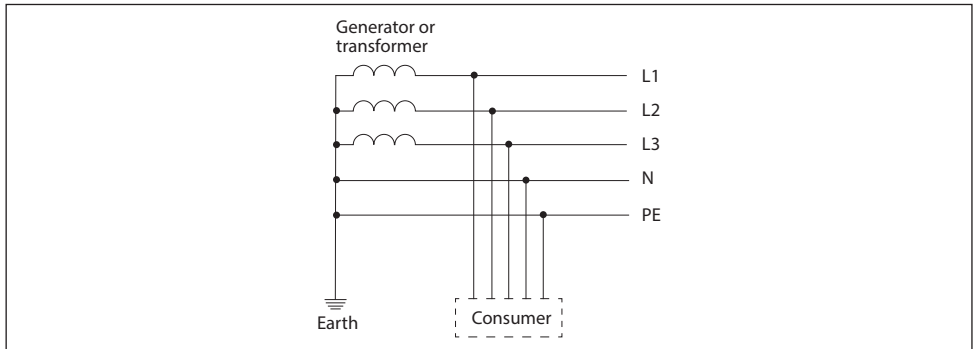 Generator or
transformer
L1
L2
L3
N
PE
Earth
Consumer